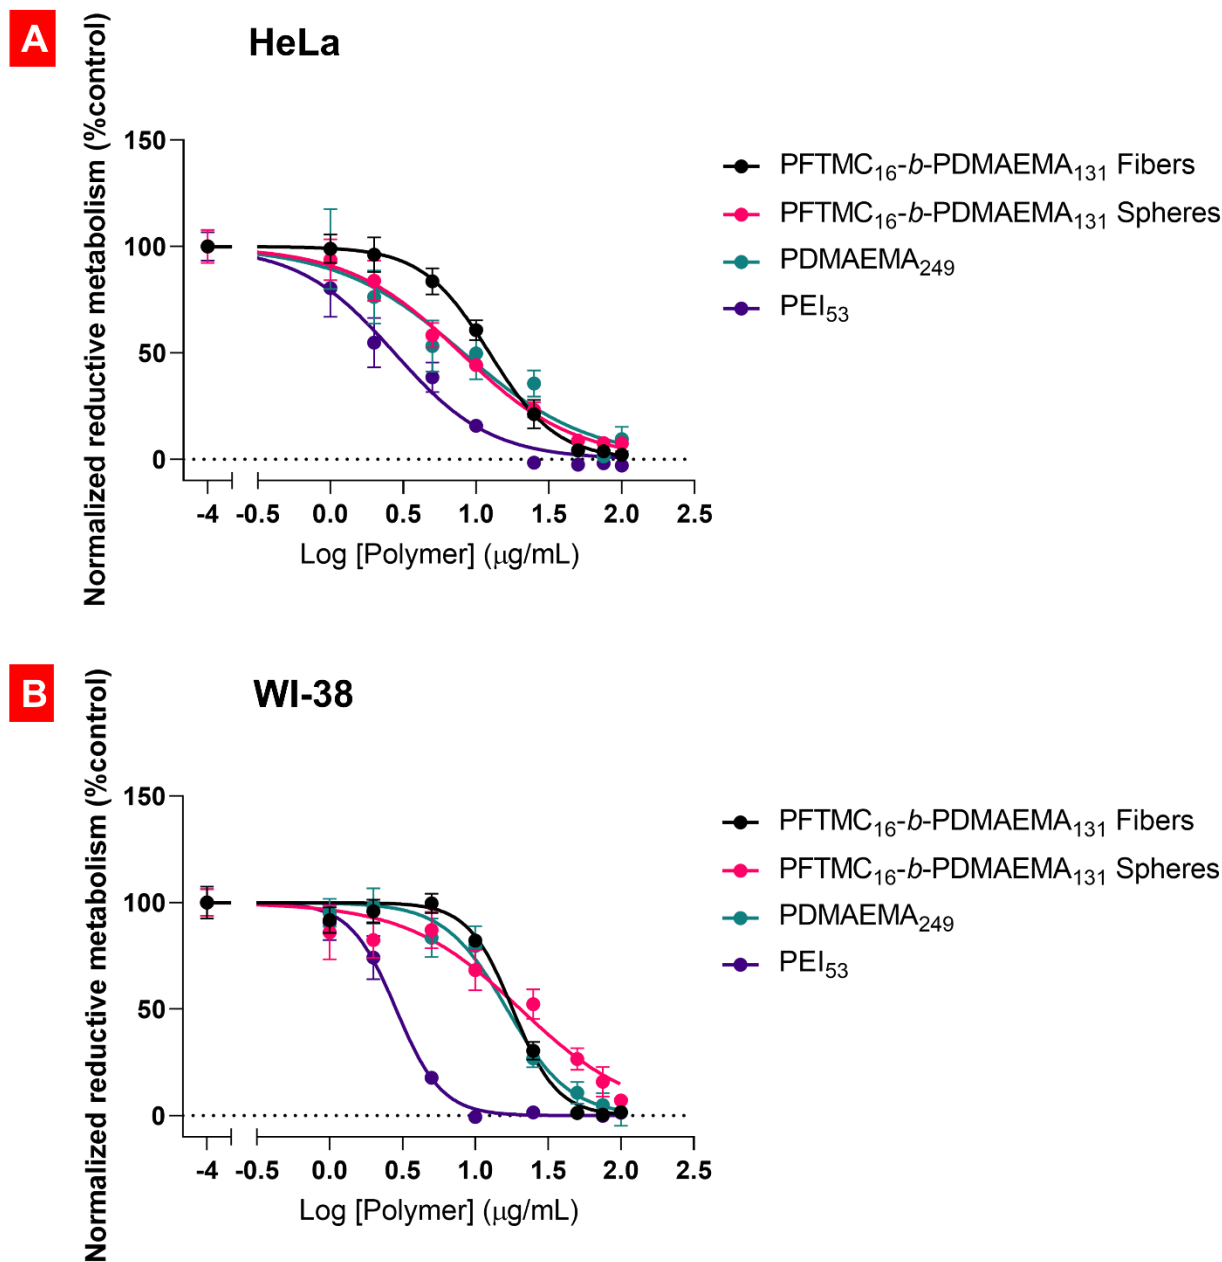 A
HeLa
Normalized reductive metabolism (%control)
150
100
50
0
-4 -0.5 0.0 0.5 1.0 1.5 2.0 2.5
Log [Polymer] (μg/mL)
PFTMC16-b-PDMAEMA131 Fibers
PFTMC16-b-PDMAEMA131 Spheres
PDMAEMA249
PEI53
B
WI-38
Normalized reductive metabolism (%control)
150
100
50
0
-4 -0.5 0.0 0.5 1.0 1.5 2.0 2.5
Log [Polymer] (μg/mL)
PFTMC16-b-PDMAEMA131 Fibers
PFTMC16-b-PDMAEMA131 Spheres
PDMAEMA249
PEI53